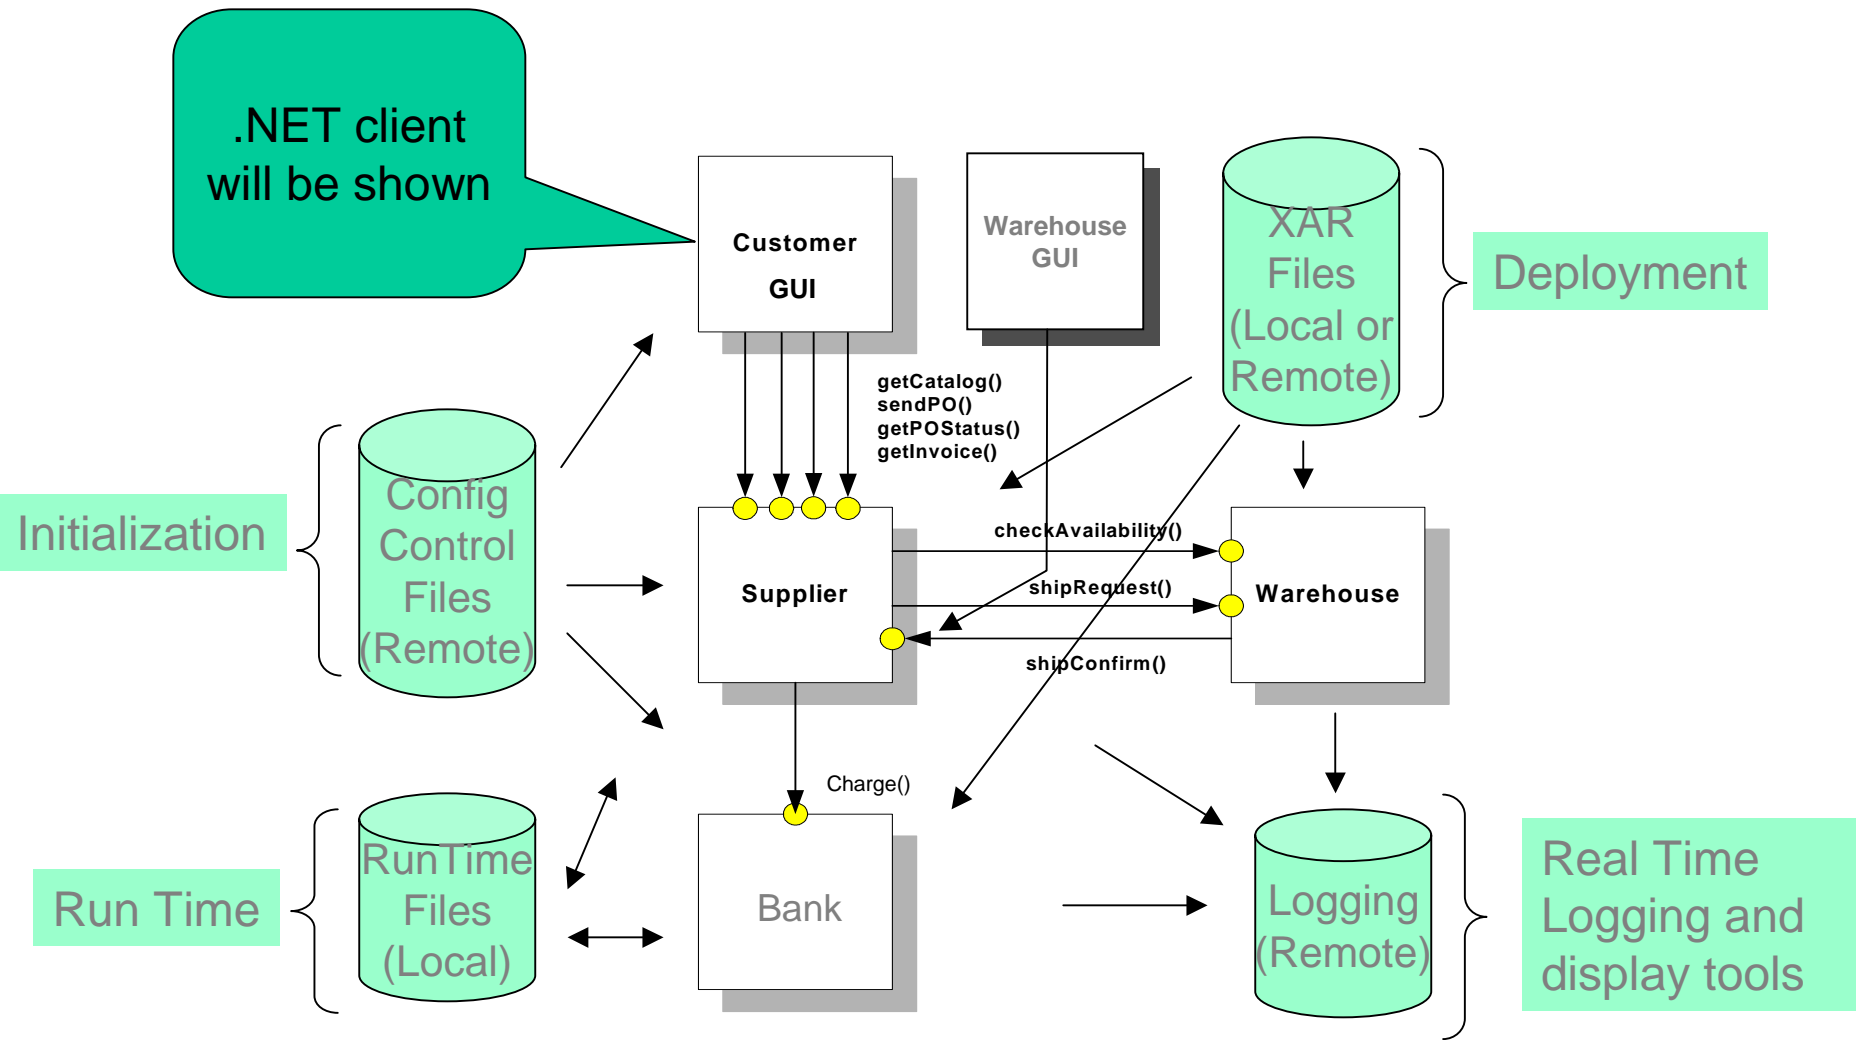 .NET client
will be shown
Customer
GUI
Warehouse
GUI
XAR
Files
(Local or
Remote)
Deployment
getCatalog()
sendPO()
getPOStatus()
getInvoice()
Initialization
Config
Control
Files
(Remote)
Supplier
checkAvailability()
shipRequest()
shipConfirm()
Warehouse
Charge()
Run Time
RunTime
Files
(Local)
Bank
Logging
(Remote)
Real Time
Logging and
display tools